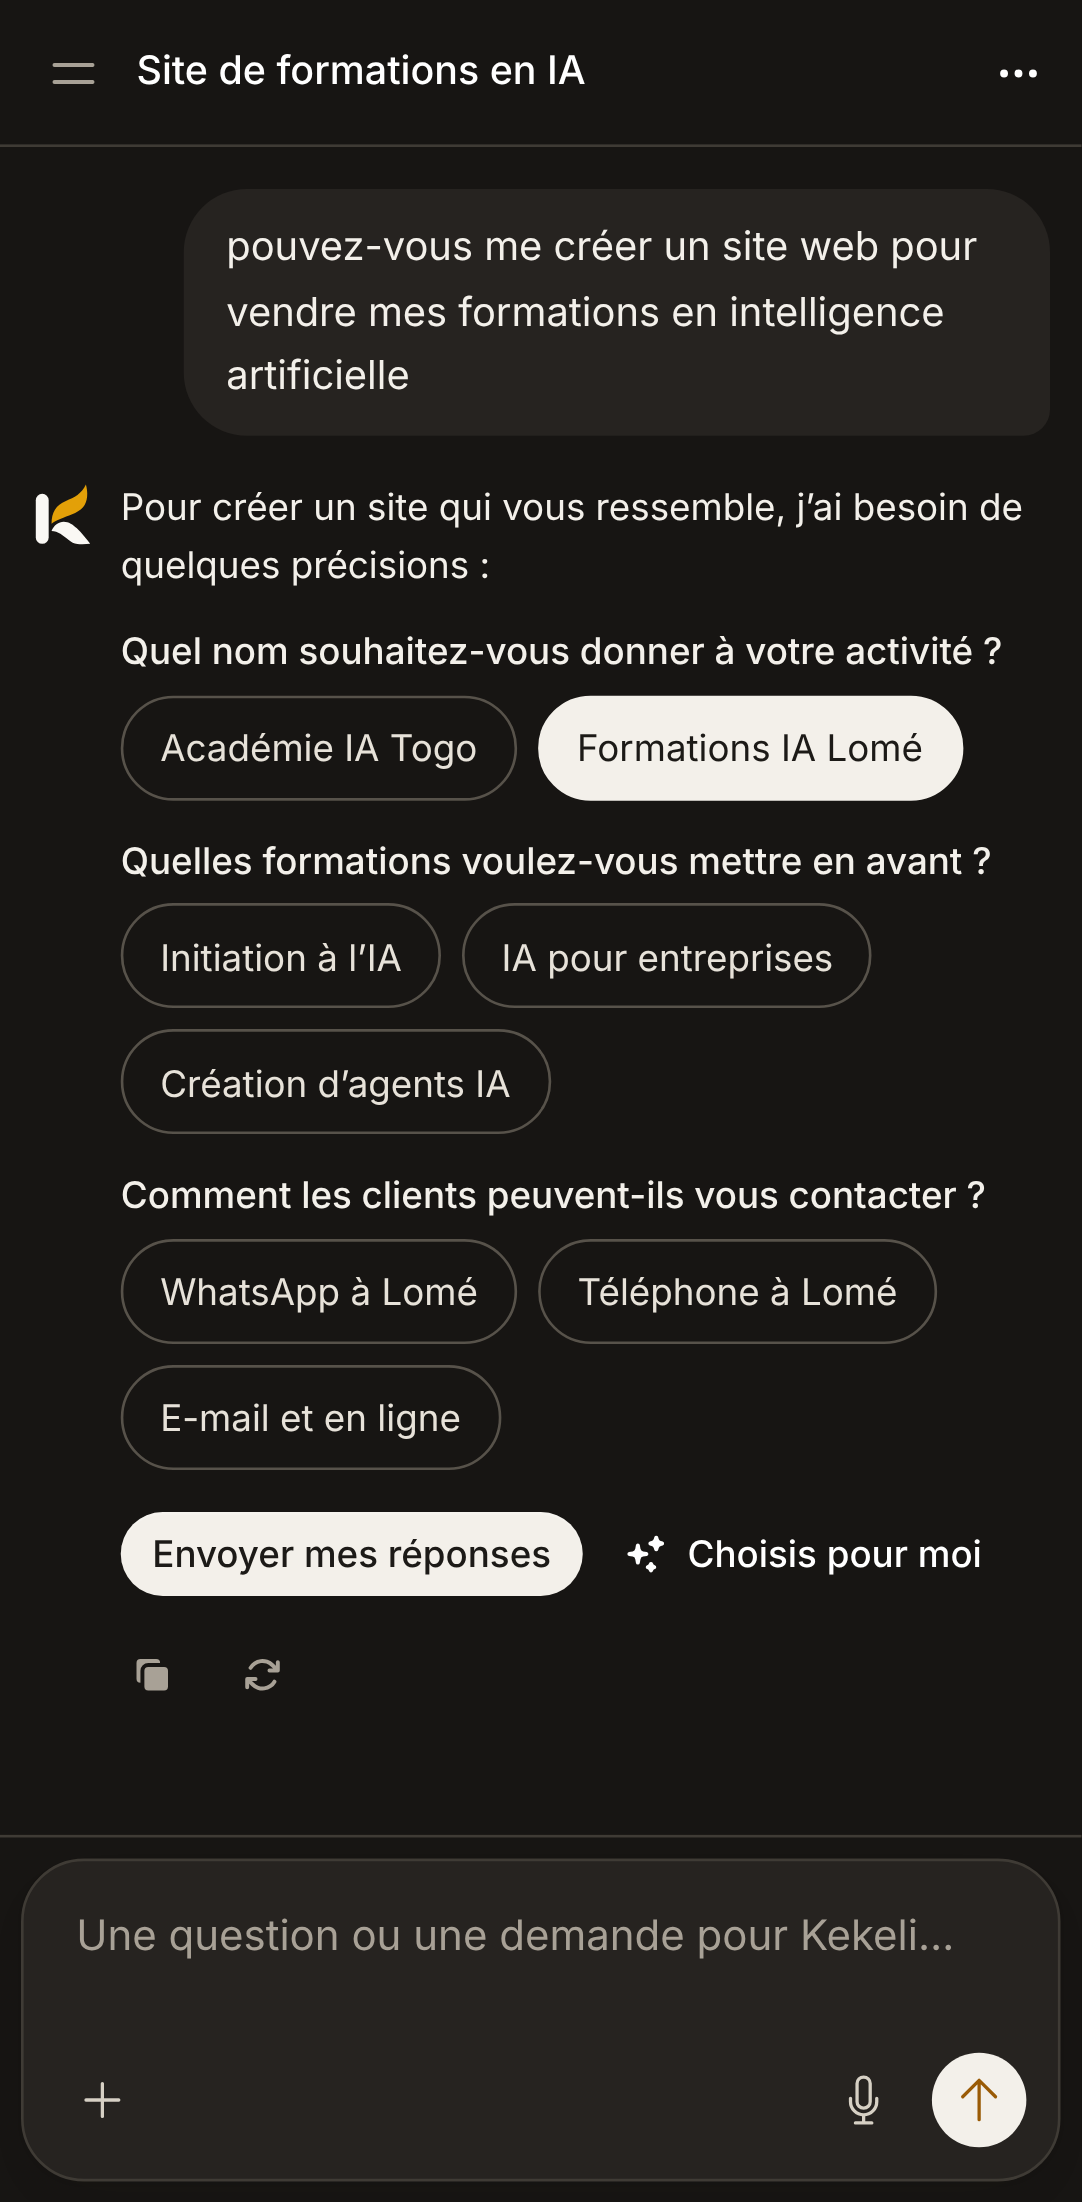 Site de formations en IA
pouvez-vous me créer un site web pour
vendre mes formations en intelligence
artificielle
Pour créer un site qui vous ressemble, j’ai besoin de
quelques précisions :
Quel nom souhaitez-vous donner à votre activité ?
Académie IA Togo
Formations IA Lomé
Quelles formations voulez-vous mettre en avant ?
Initiation à l’IA
IA pour entreprises
Création d’agents IA
Comment les clients peuvent-ils vous contacter ?
WhatsApp à Lomé
Téléphone à Lomé
E-mail et en ligne
Envoyer mes réponses
Choisis pour moi
Une question ou une demande pour Kekeli...